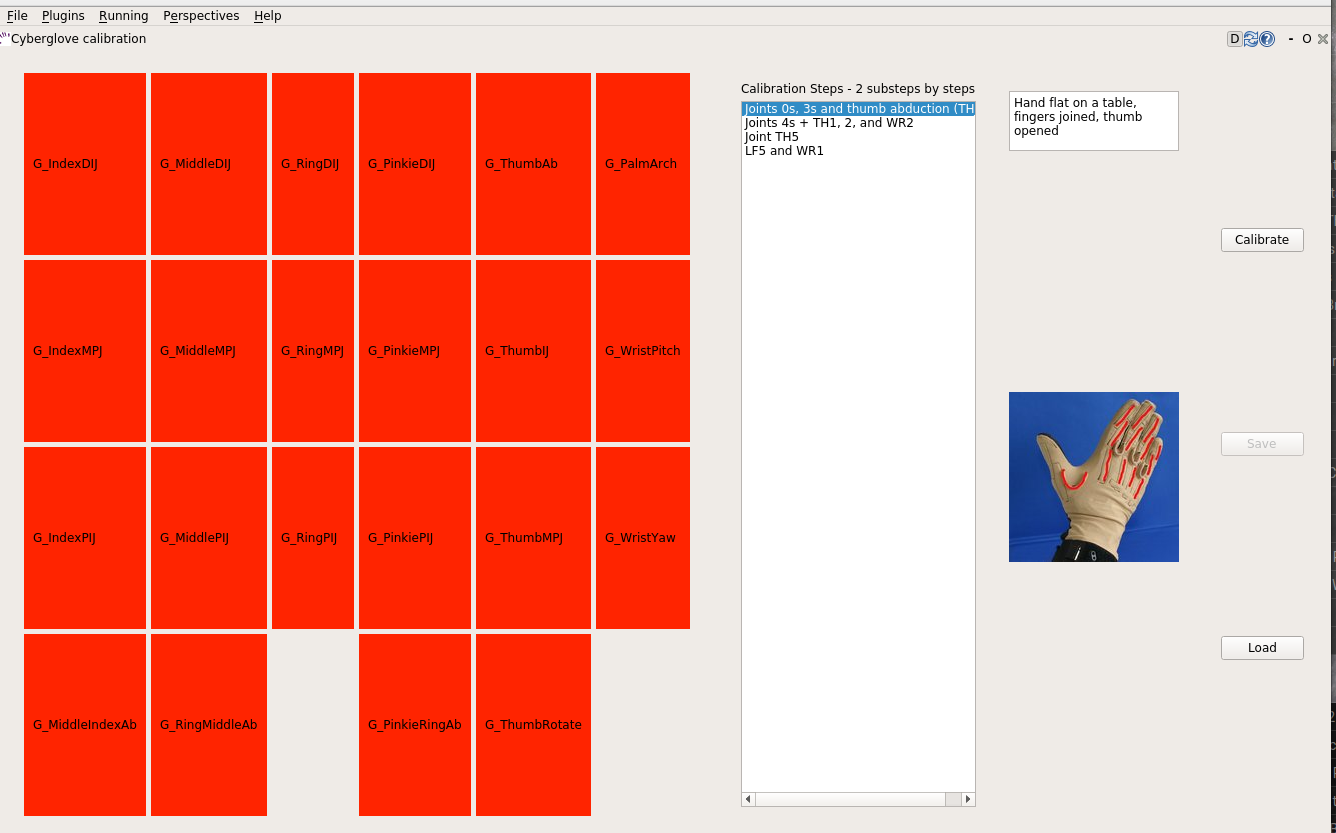 File Plugins Running Perspectives Help
Cyberglove calibration
D
- O
G_IndexDIJ G_MiddleDIJ G_RingDIJ G_PinkieDIJ G_ThumbAb G_PalmArch
G_IndexMPJ G_MiddleMPJ G_RingMPJ G_PinkieMPJ G_ThumbIJ G_WristPitch
G_IndexPIJ G_MiddlePIJ G_RingPIJ G_PinkiePIJ G_ThumbMPJ G_WristYaw
G_MiddleIndexAb G_RingMiddleAb G_PinkieRingAb G_ThumbRotate
Calibration Steps - 2 substeps by steps
Joints 0s, 3s and thumb abduction (TH
Joints 4s + TH1, 2, and WR2
Joint TH5
LF5 and WR1
Hand flat on a table,
fingers joined, thumb
opened
Calibrate
Save
Load